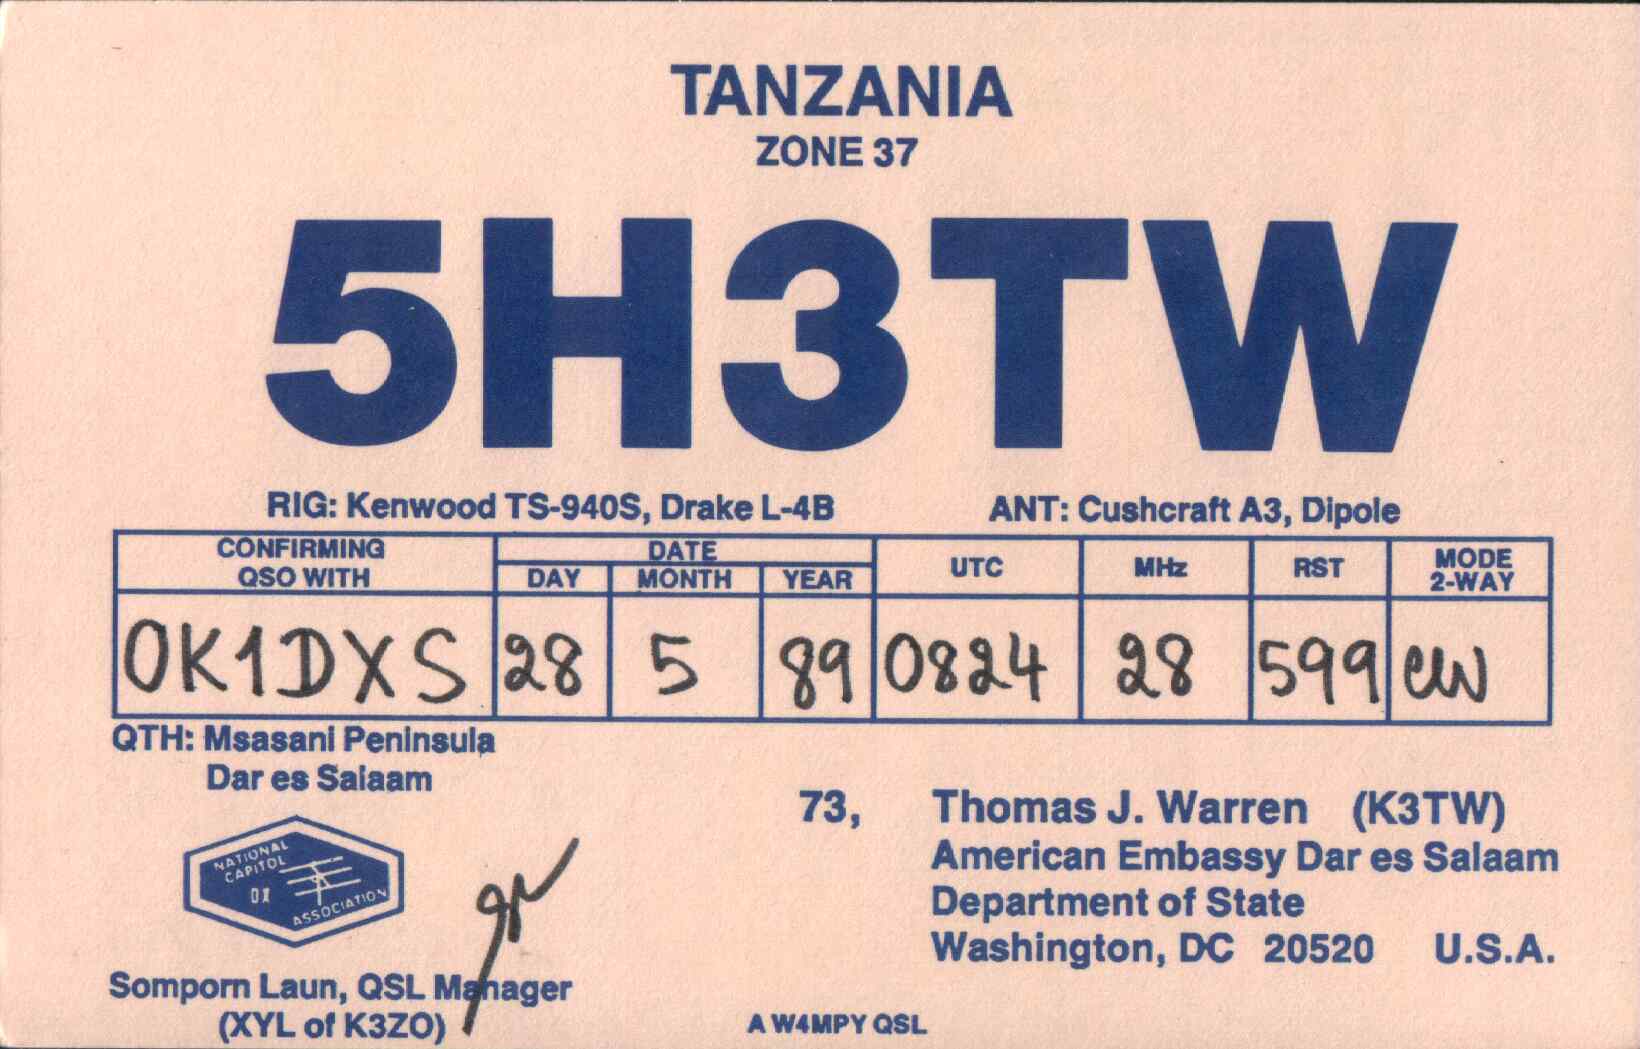 TANZANIA
ZONE 37
5H3TW
RIG: Kenwood TS-940S, Drake L-4B ANT: Cushcraft A3, Dipole
CONFIRMING QSO WITH DATE DAY MONTH YEAR UTC MHz RST MODE 2-WAY
OK1DXS 28 5 89 0824 28 599 CW
QTH: Msasani Peninsula
Dar es Salaam
NATIONAL
CAPITOL
DX
ASSOCIATION
Somporn Laun, QSL Manager
(XYL of K3ZO)
73, Thomas J. Warren (K3TW)
American Embassy Dar es Salaam
Department of State
Washington, DC 20520 U.S.A.
A W4MPY QSL